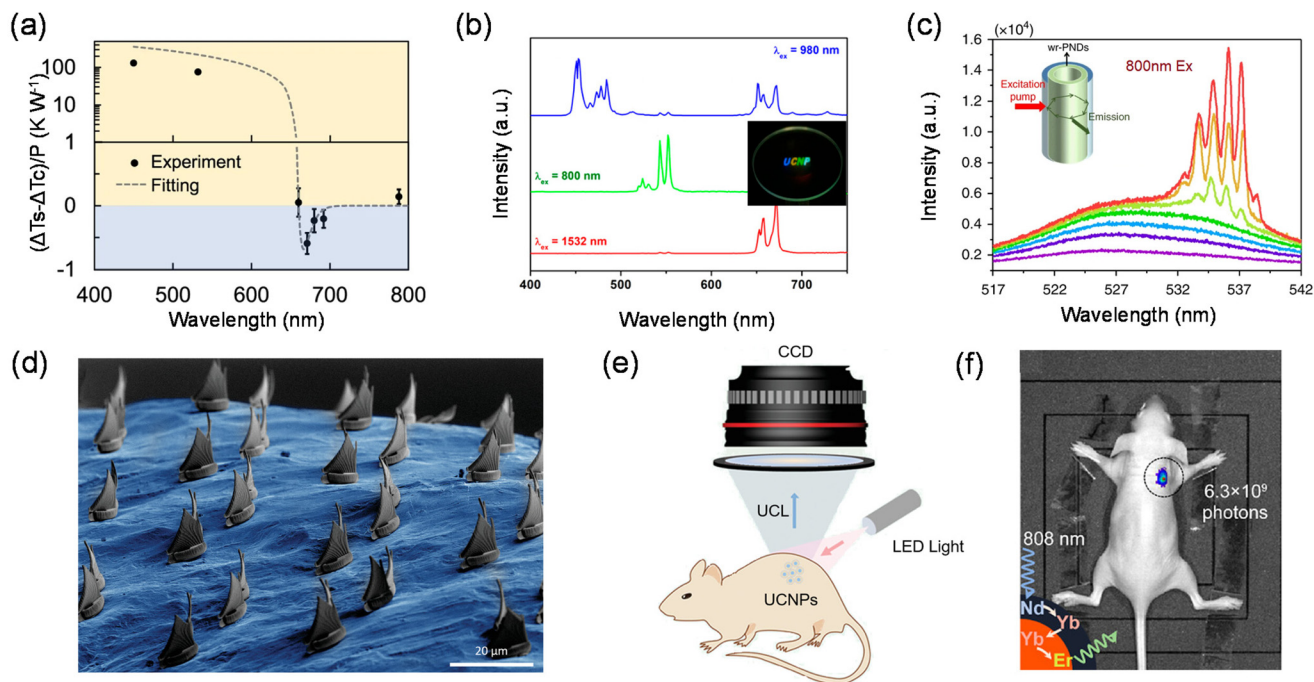 (a)
(ΔTs-ΔTc)/P (K W⁻¹)
100
10
1
0
-1
Experiment
Fitting
400
500
600
700
800
Wavelength (nm)
(b)
Intensity (a.u.)
λex = 980 nm
λex = 800 nm
UCNP
λex = 1532 nm
400
500
600
700
Wavelength (nm)
(c)
(×10⁴)
Intensity (a.u.)
1.6
1.4
1.2
1.0
0.8
0.6
0.4
0.2
wr-PNDs
800nm Ex
Excitation
pump
Emission
517
522
527
532
537
542
Wavelength (nm)
(d)
20 μm
(e)
CCD
UCL
LED Light
UCNPs
(f)
6.3×10⁹
photons
808 nm
Nd
Yb
Yb
Er